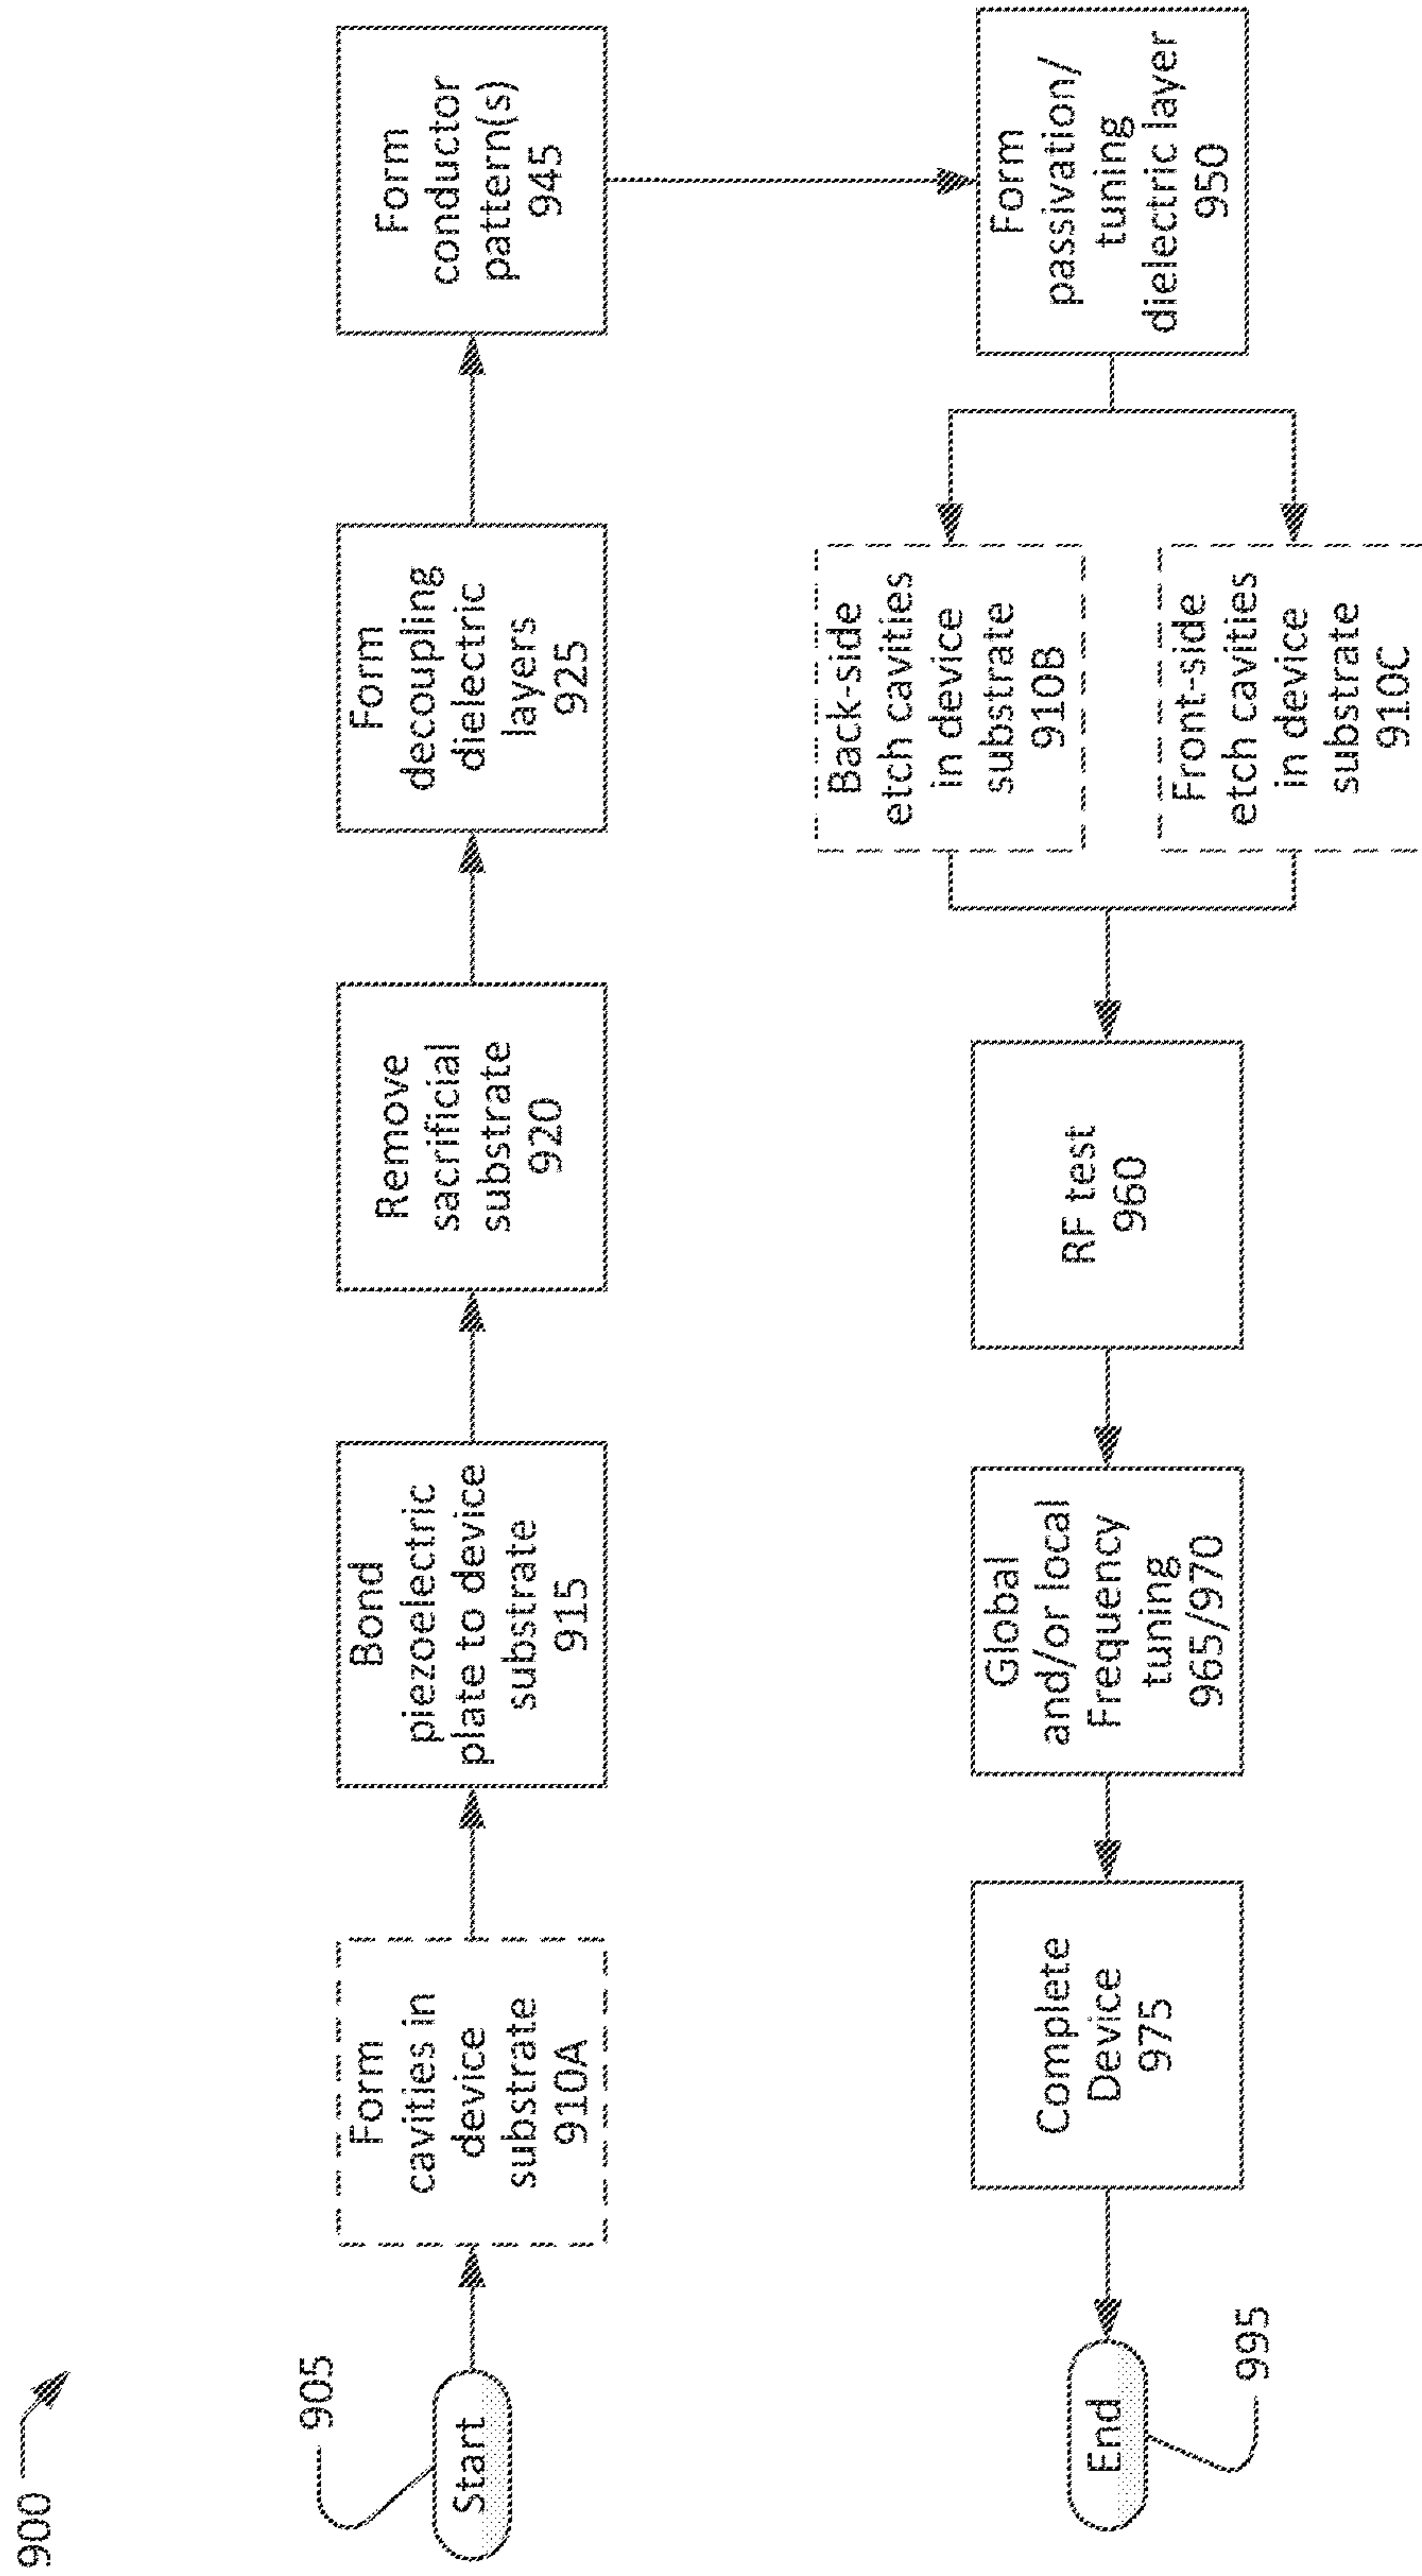 900
905
Start
Form
cavities in
device
substrate
910A
Bond
piezoelectric
plate to device
substrate
915
Remove
sacrificial
substrate
920
Form
decoupling
dielectric
layers
925
Form
conductor
pattern(s)
945
Form
passivation/
tuning
dielectric layer
950
Back-side
etch cavities
in device
substrate
910B
Front-side
etch cavities
in device
substrate
910C
RF test
960
Global
and/or local
Frequency
tuning
965/970
Complete
Device
975
End
995